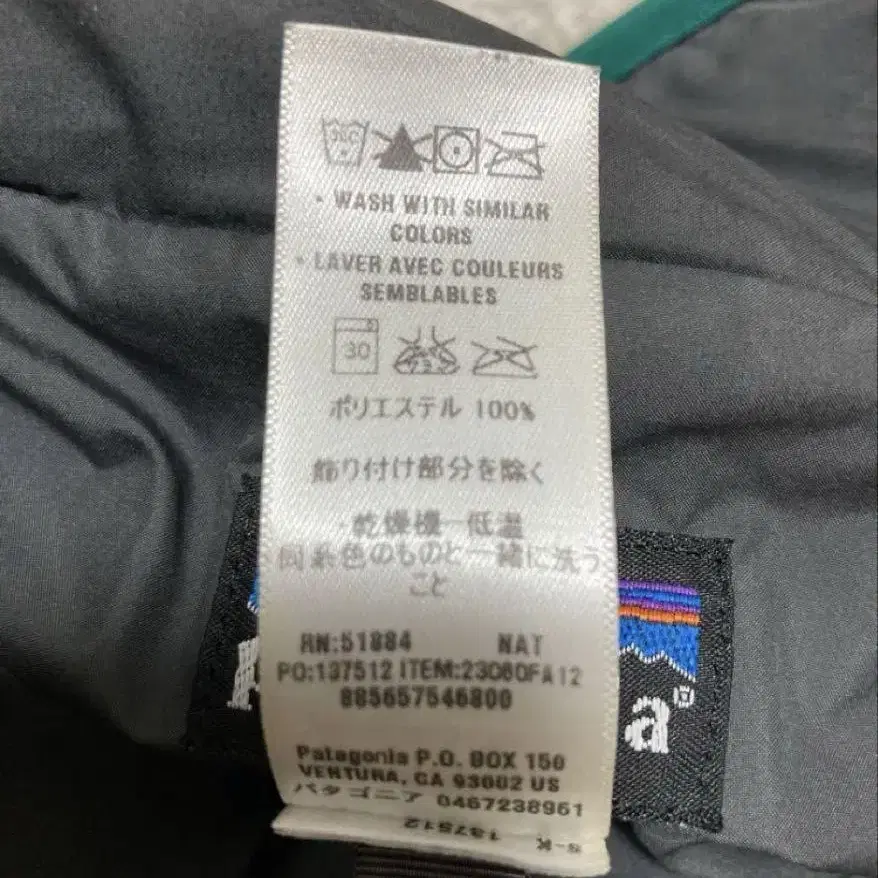 30C
• WASH WITH SIMILAR
COLORS
• LAVER AVEC COULEURS
SEMBLABLES
30
ポリエステル 100%
飾り付け部分を除く
・乾燥機ー低温
同系色のものと一緒に洗う
こと
RN:51884 NAT
PO:137512 ITEM:23060FA12
885657546800
Patagonia P.O. BOX 150
VENTURA, CA 93002 US
パタゴニア 0467238961
137512
a